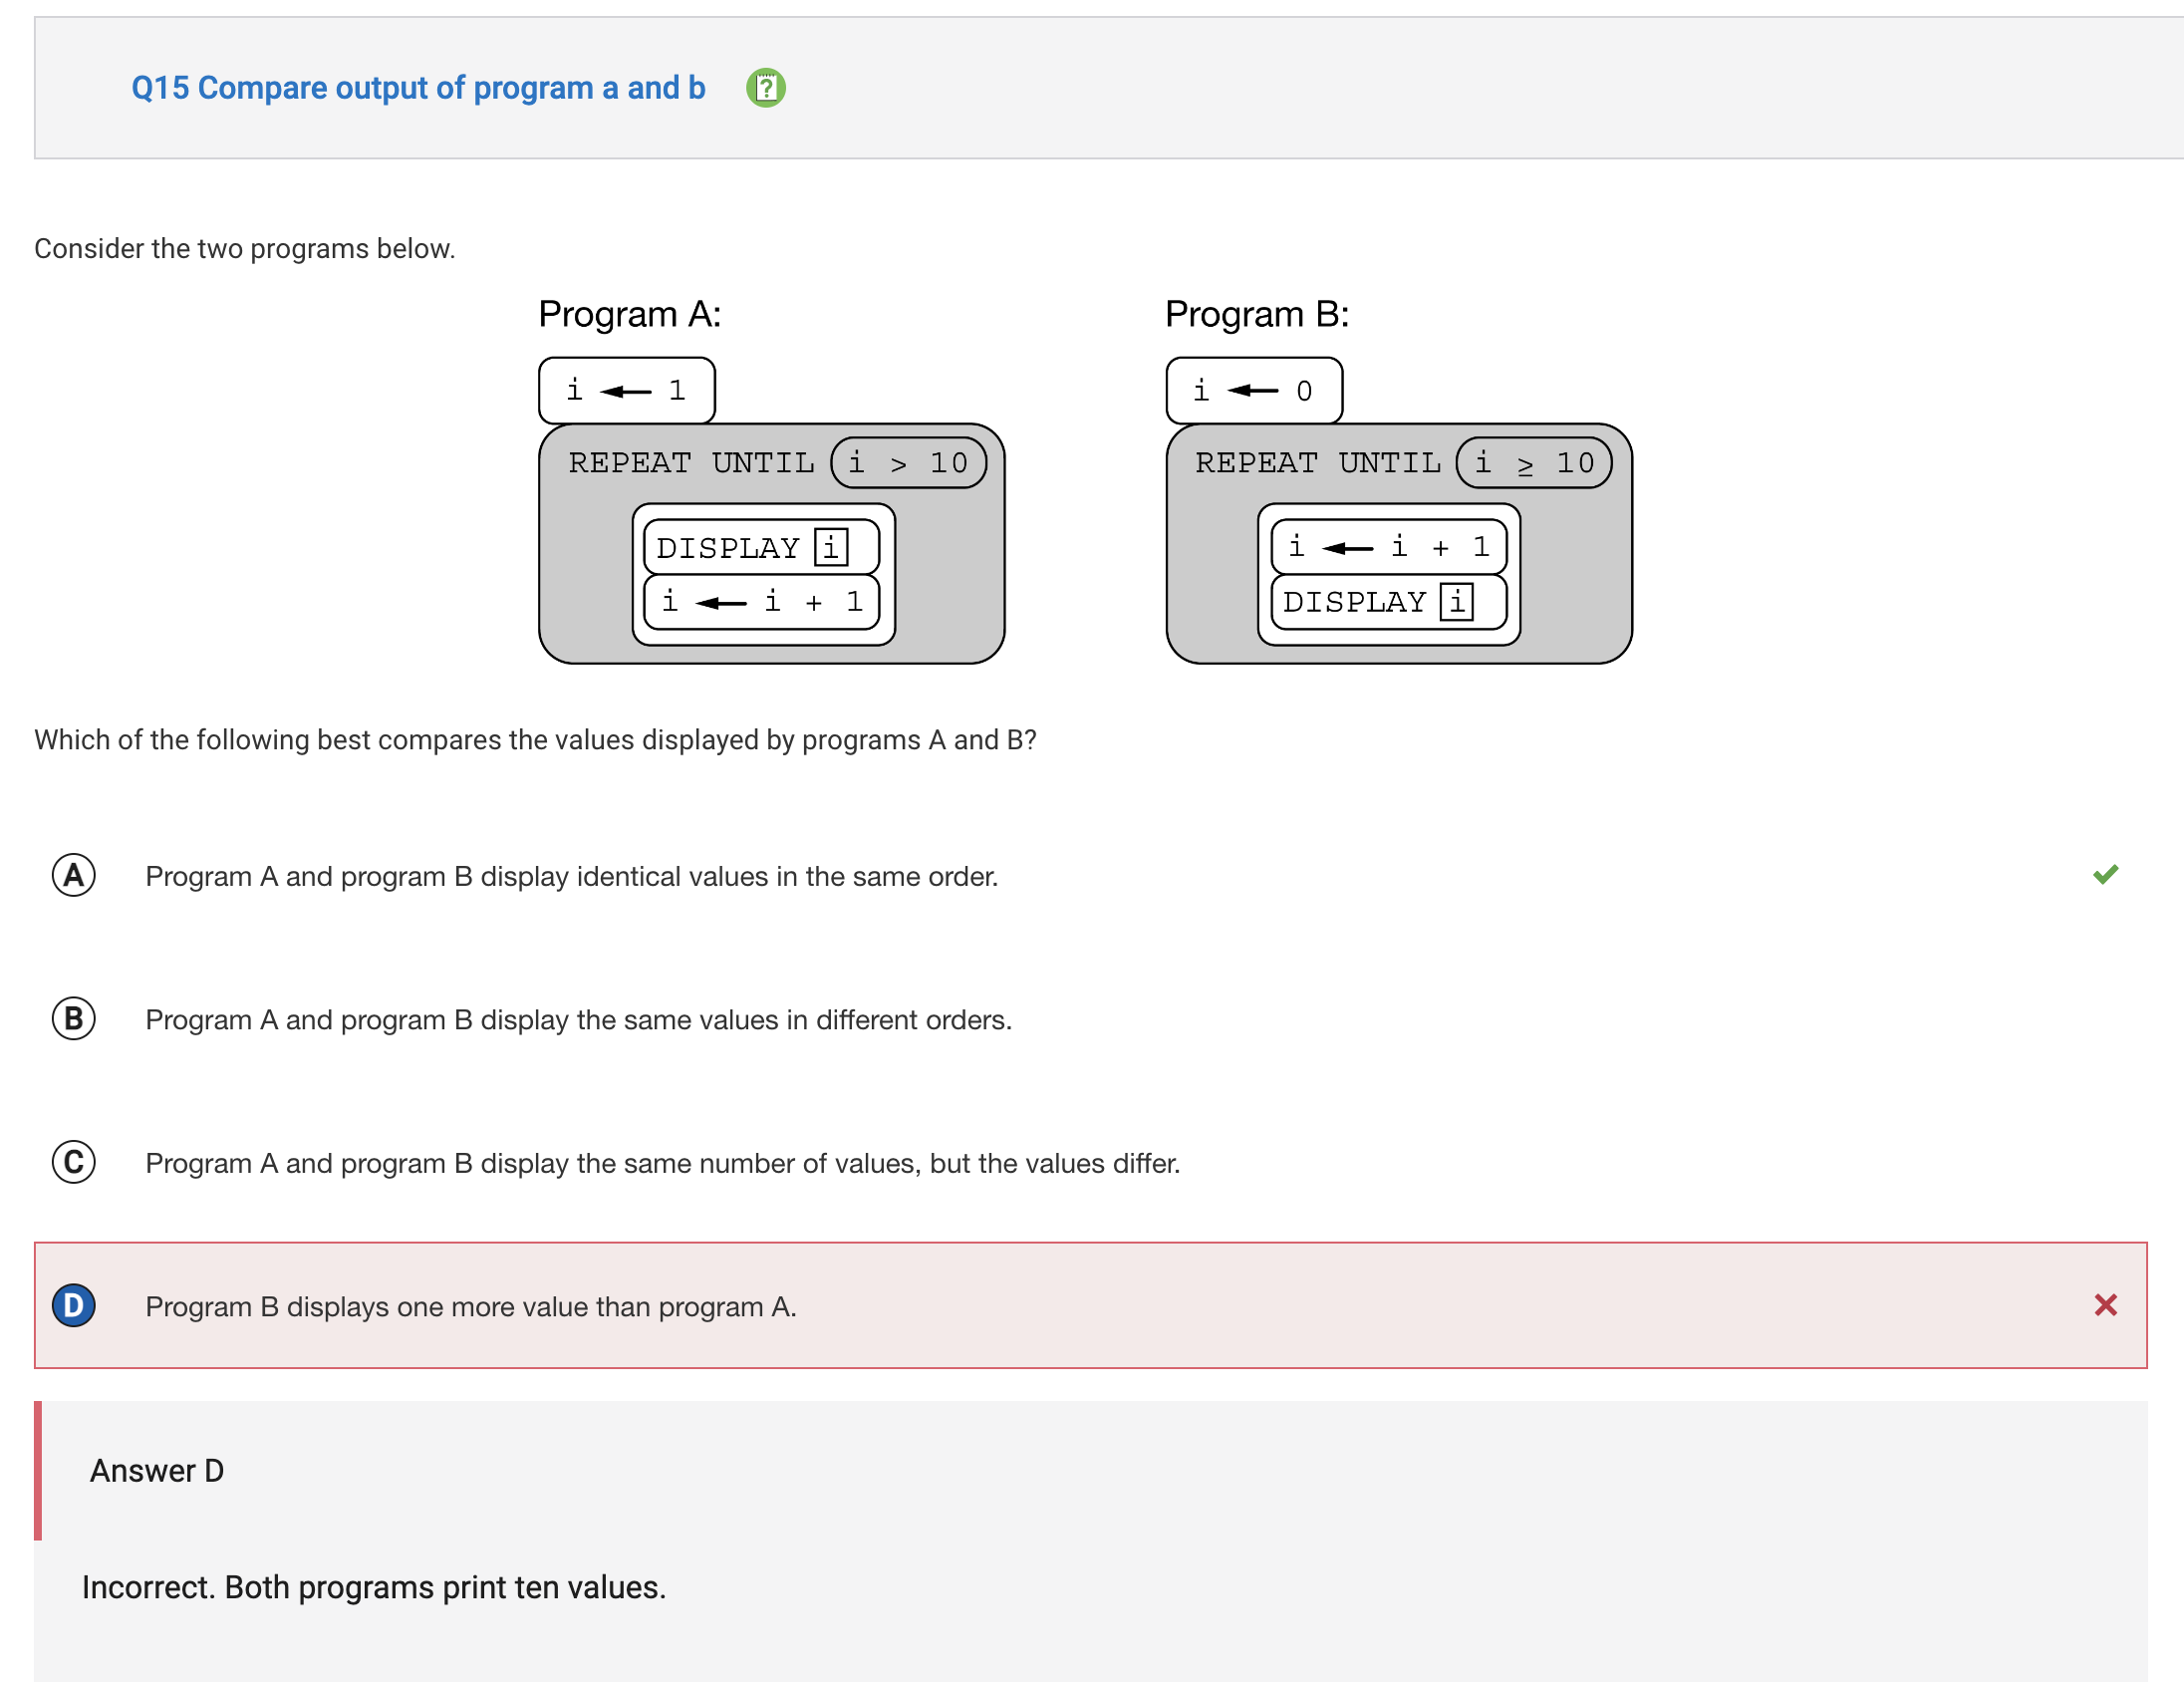 Q15 Compare output of program a and b ?
Consider the two programs below.
Program A:
i ← 1
REPEAT UNTIL i > 10
DISPLAY i
i ← i + 1
Program B:
i ← 0
REPEAT UNTIL i ≥ 10
i ← i + 1
DISPLAY i
Which of the following best compares the values displayed by programs A and B?
A Program A and program B display identical values in the same order.
B Program A and program B display the same values in different orders.
C Program A and program B display the same number of values, but the values differ.
D Program B displays one more value than program A.
Answer D
Incorrect. Both programs print ten values.